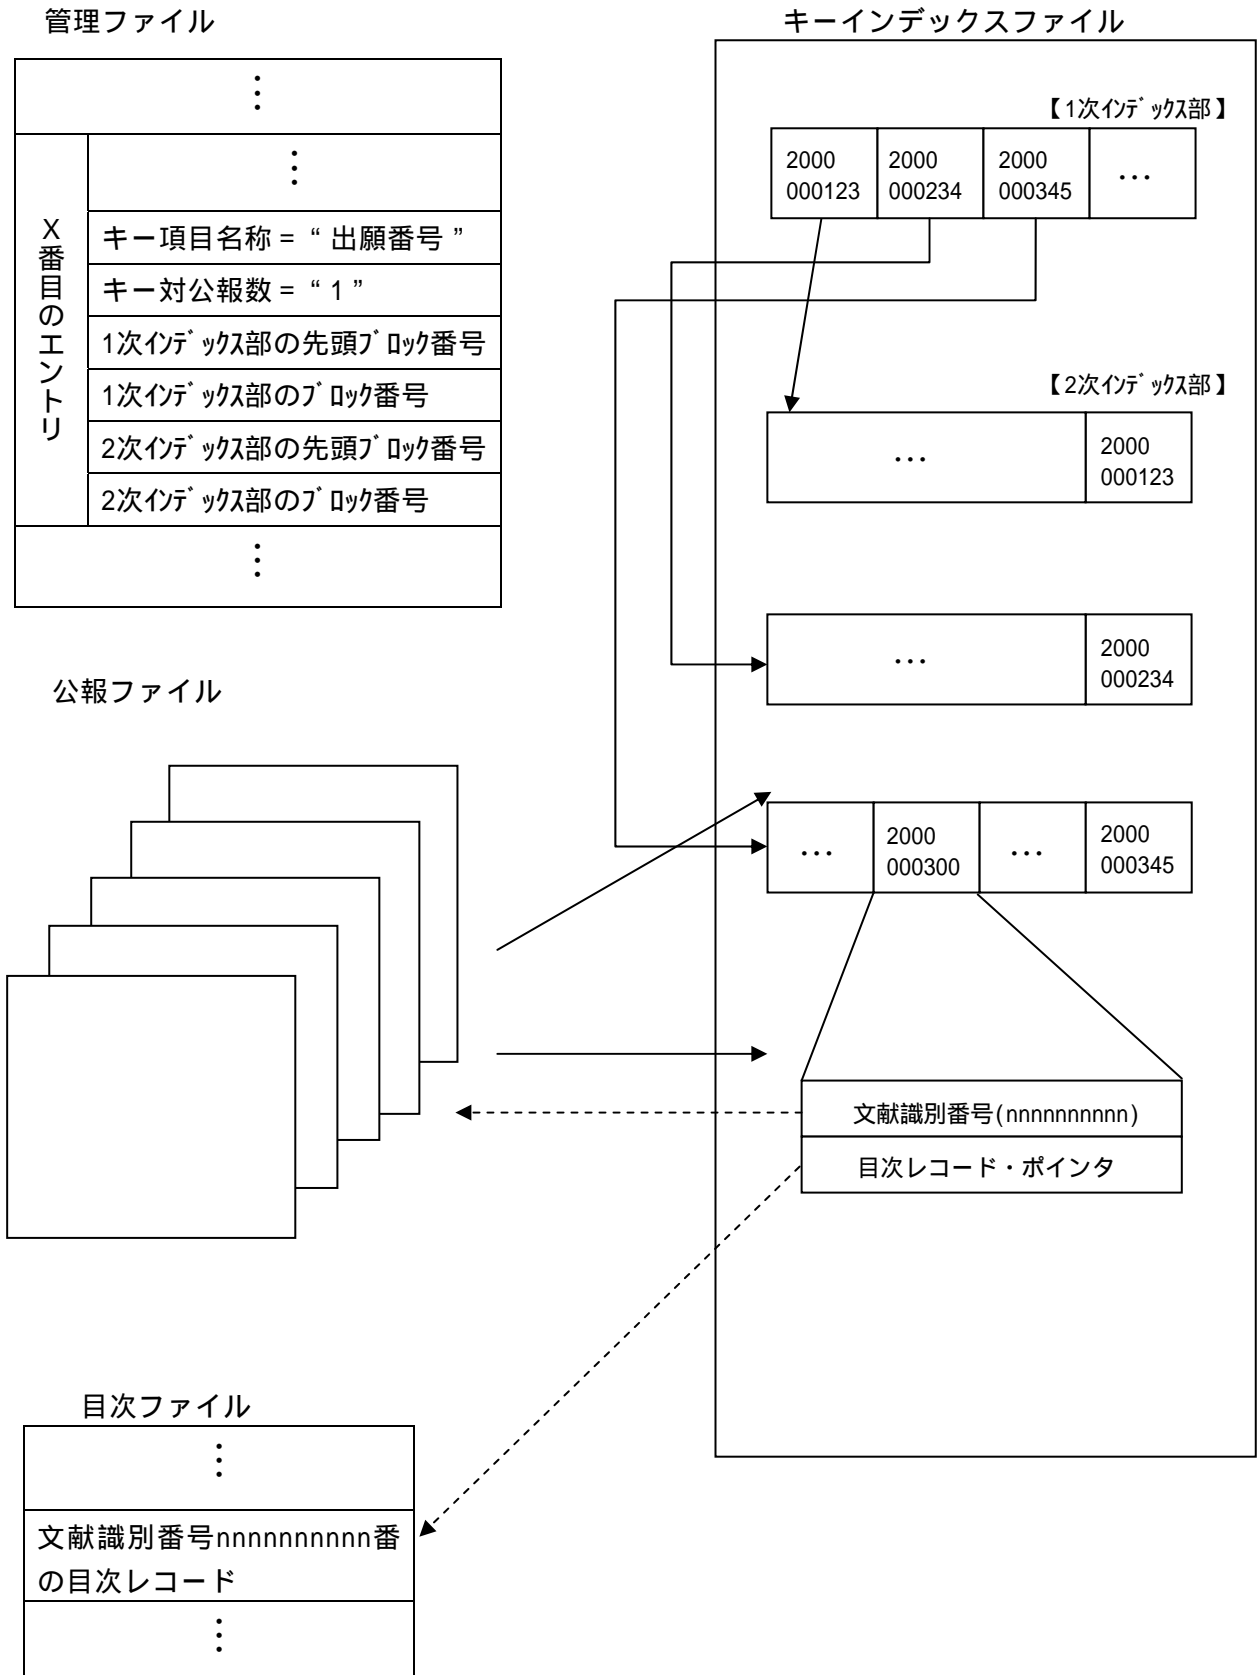 管理ファイル
⋮
X番目のエントリ
⋮
キー項目名称 = “ 出願番号 ”
キー対公報数 = “ 1 ”
1次ｲﾝﾃﾞｯｸｽ部の先頭ﾌﾞﾛｯｸ番号
1次ｲﾝﾃﾞｯｸｽ部のﾌﾞﾛｯｸ番号
2次ｲﾝﾃﾞｯｸｽ部の先頭ﾌﾞﾛｯｸ番号
2次ｲﾝﾃﾞｯｸｽ部のﾌﾞﾛｯｸ番号
⋮
キーインデックスファイル
【1次ｲﾝﾃﾞｯｸｽ部】
2000
000123
2000
000234
2000
000345
…
【2次ｲﾝﾃﾞｯｸｽ部】
…
2000
000123
…
2000
000234
…
2000
000300
…
2000
000345
文献識別番号(nnnnnnnnnn)
目次レコード・ポインタ
公報ファイル
目次ファイル
⋮
文献識別番号nnnnnnnnnn番
の目次レコード
⋮